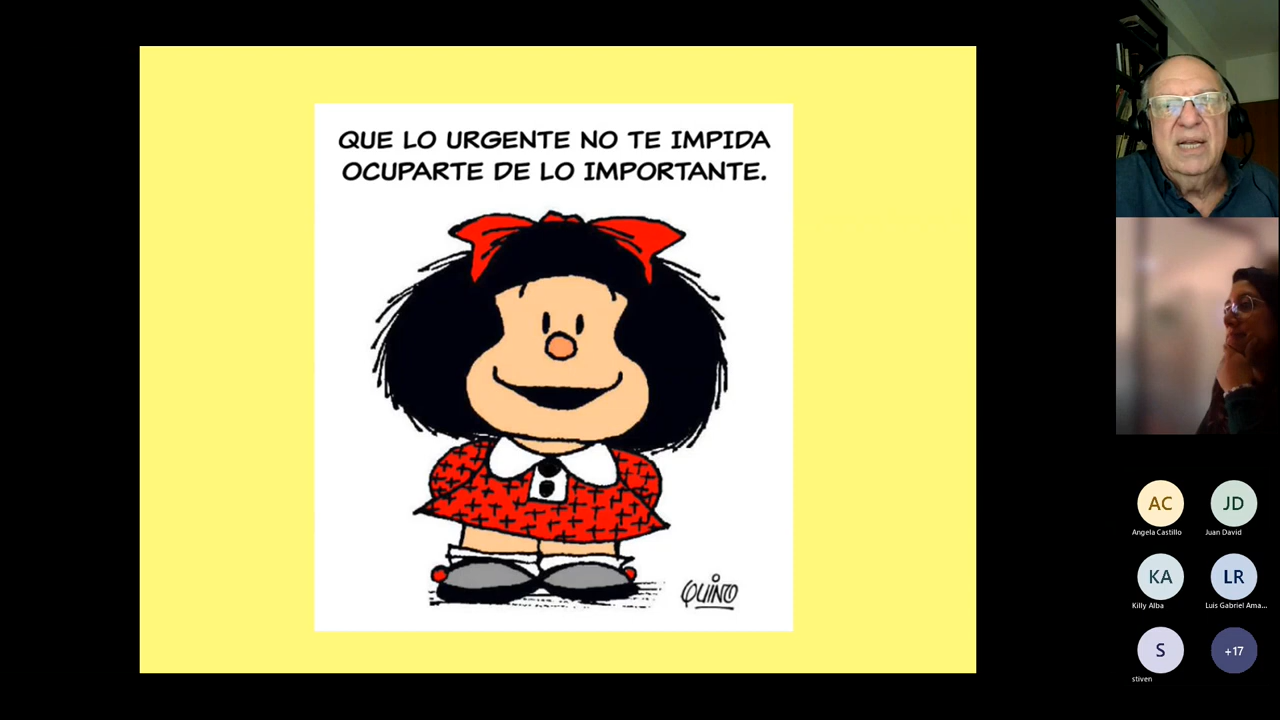 QUE LO URGENTE NO TE IMPIDA
OCUPARTE DE LO IMPORTANTE.
QUINO
AC
Angela Castillo
JD
Juan David
KA
Killy Alba
LR
Luis Gabriel Ama...
S
stiven
+17